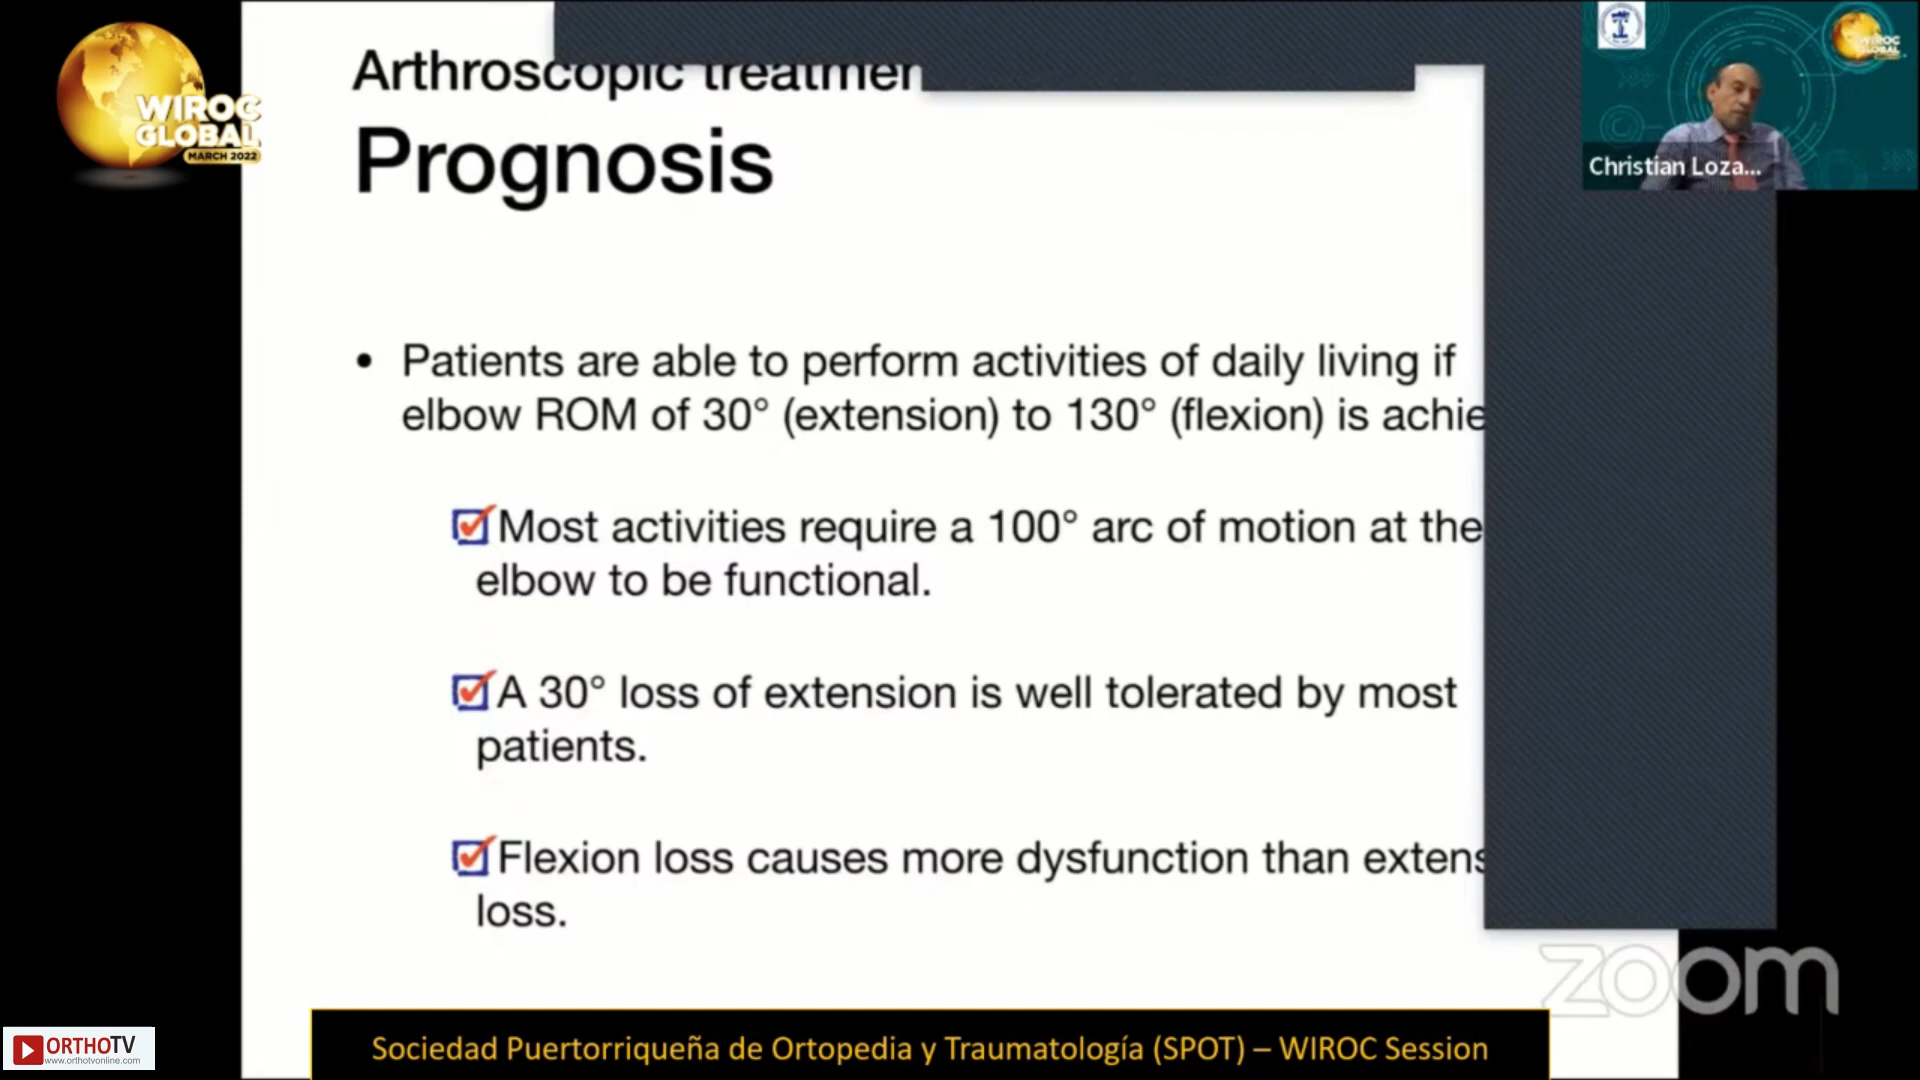 WIROC
GLOBAL
MARCH 2022
Arthroscopic
Prognosis
• Patients are able to perform activities of daily living if
elbow ROM of 30° (extension) to 130° (flexion) is
Most activities require a 100° arc of motion at the
elbow to be functional.
A 30° loss of extension is well tolerated by most
patients.
Flexion loss causes more dysfunction than
loss.
WIROC
GLOBAL
Christian Loza...
zoom
ORTHOTV
www.orthotvonline.com
Sociedad Puertorriqueña de Ortopedia y Traumatología (SPOT) – WIROC Session